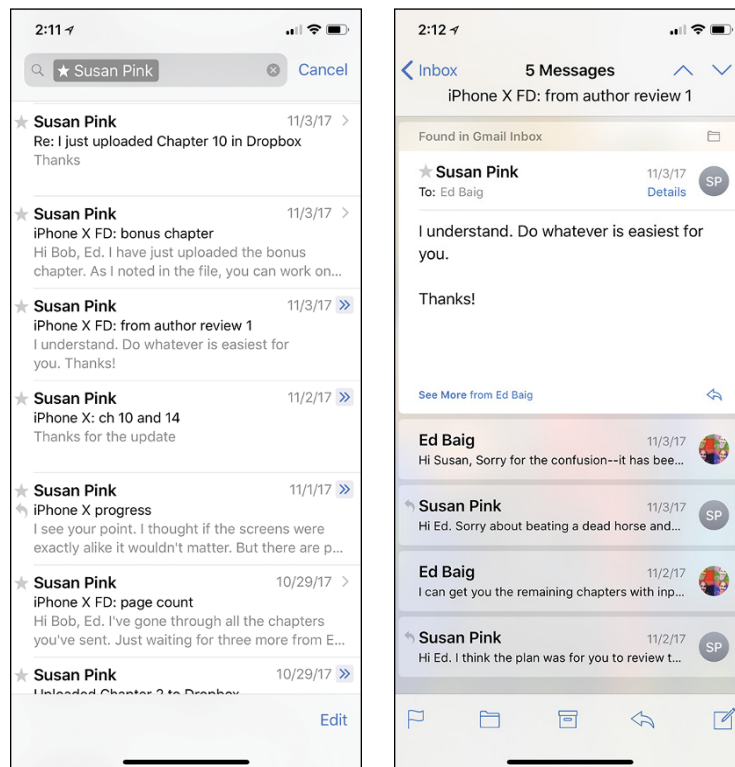 2:11
★ Susan Pink
Cancel
Susan Pink 11/3/17
Re: I just uploaded Chapter 10 in Dropbox
Thanks
Susan Pink 11/3/17
iPhone X FD: bonus chapter
Hi Bob, Ed. I have just uploaded the bonus
chapter. As I noted in the file, you can work on...
Susan Pink 11/3/17
iPhone X FD: from author review 1
I understand. Do whatever is easiest for
you. Thanks!
Susan Pink 11/2/17
iPhone X: ch 10 and 14
Thanks for the update
Susan Pink 11/1/17
iPhone X progress
I see your point. I thought if the screens were
exactly alike it wouldn't matter. But there are p...
Susan Pink 10/29/17
iPhone X FD: page count
Hi Bob, Ed. I've gone through all the chapters
you've sent. Just waiting for three more from E...
Susan Pink 10/29/17
Uploaded Chapter 2 to Dropbox
Edit
2:12
Inbox
5 Messages
iPhone X FD: from author review 1
Found in Gmail Inbox
Susan Pink 11/3/17 SP
To: Ed Baig Details
I understand. Do whatever is easiest for
you.
Thanks!
See More from Ed Baig
Ed Baig 11/3/17
Hi Susan, Sorry for the confusion--it has bee...
Susan Pink 11/3/17 SP
Hi Ed. Sorry about beating a dead horse and...
Ed Baig 11/2/17
I can get you the remaining chapters with inp...
Susan Pink 11/2/17 SP
Hi Ed. I think the plan was for you to review t...